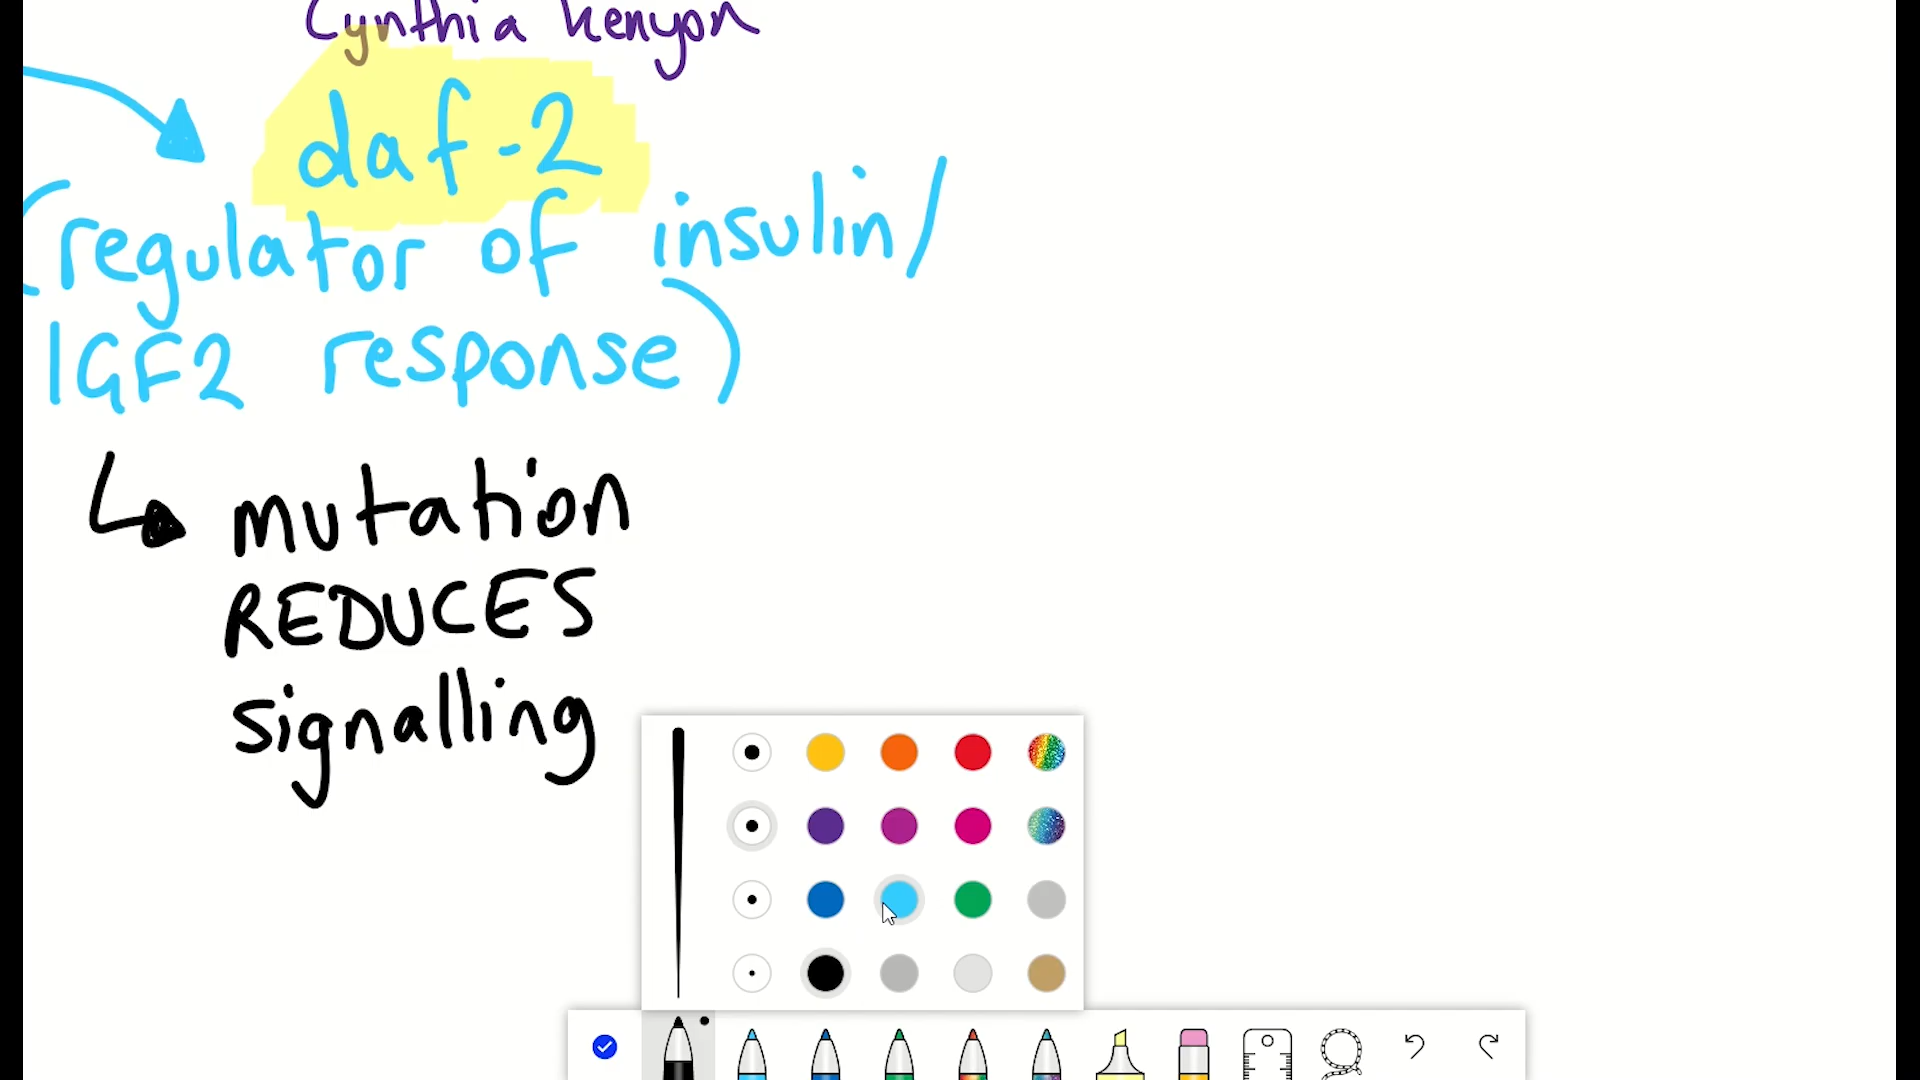 Cynthia Kenyon
daf-2
(regulator of insulin/
IGF2 response)
mutation
REDUCES
signalling